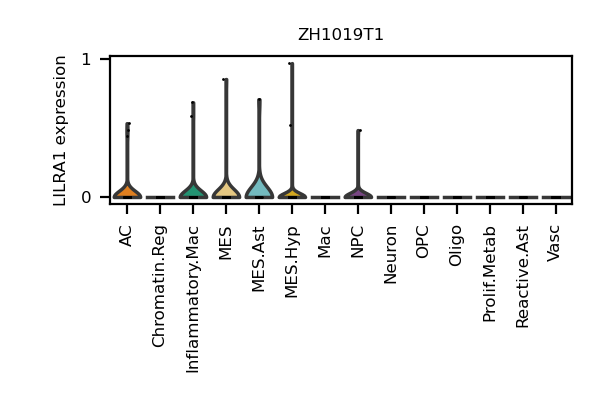 ZH1019T1
LILRA1 expression
1
0
AC
Chromatin.Reg
Inflammatory.Mac
MES
MES.Ast
MES.Hyp
Mac
NPC
Neuron
OPC
Oligo
Prolif.Metab
Reactive.Ast
Vasc